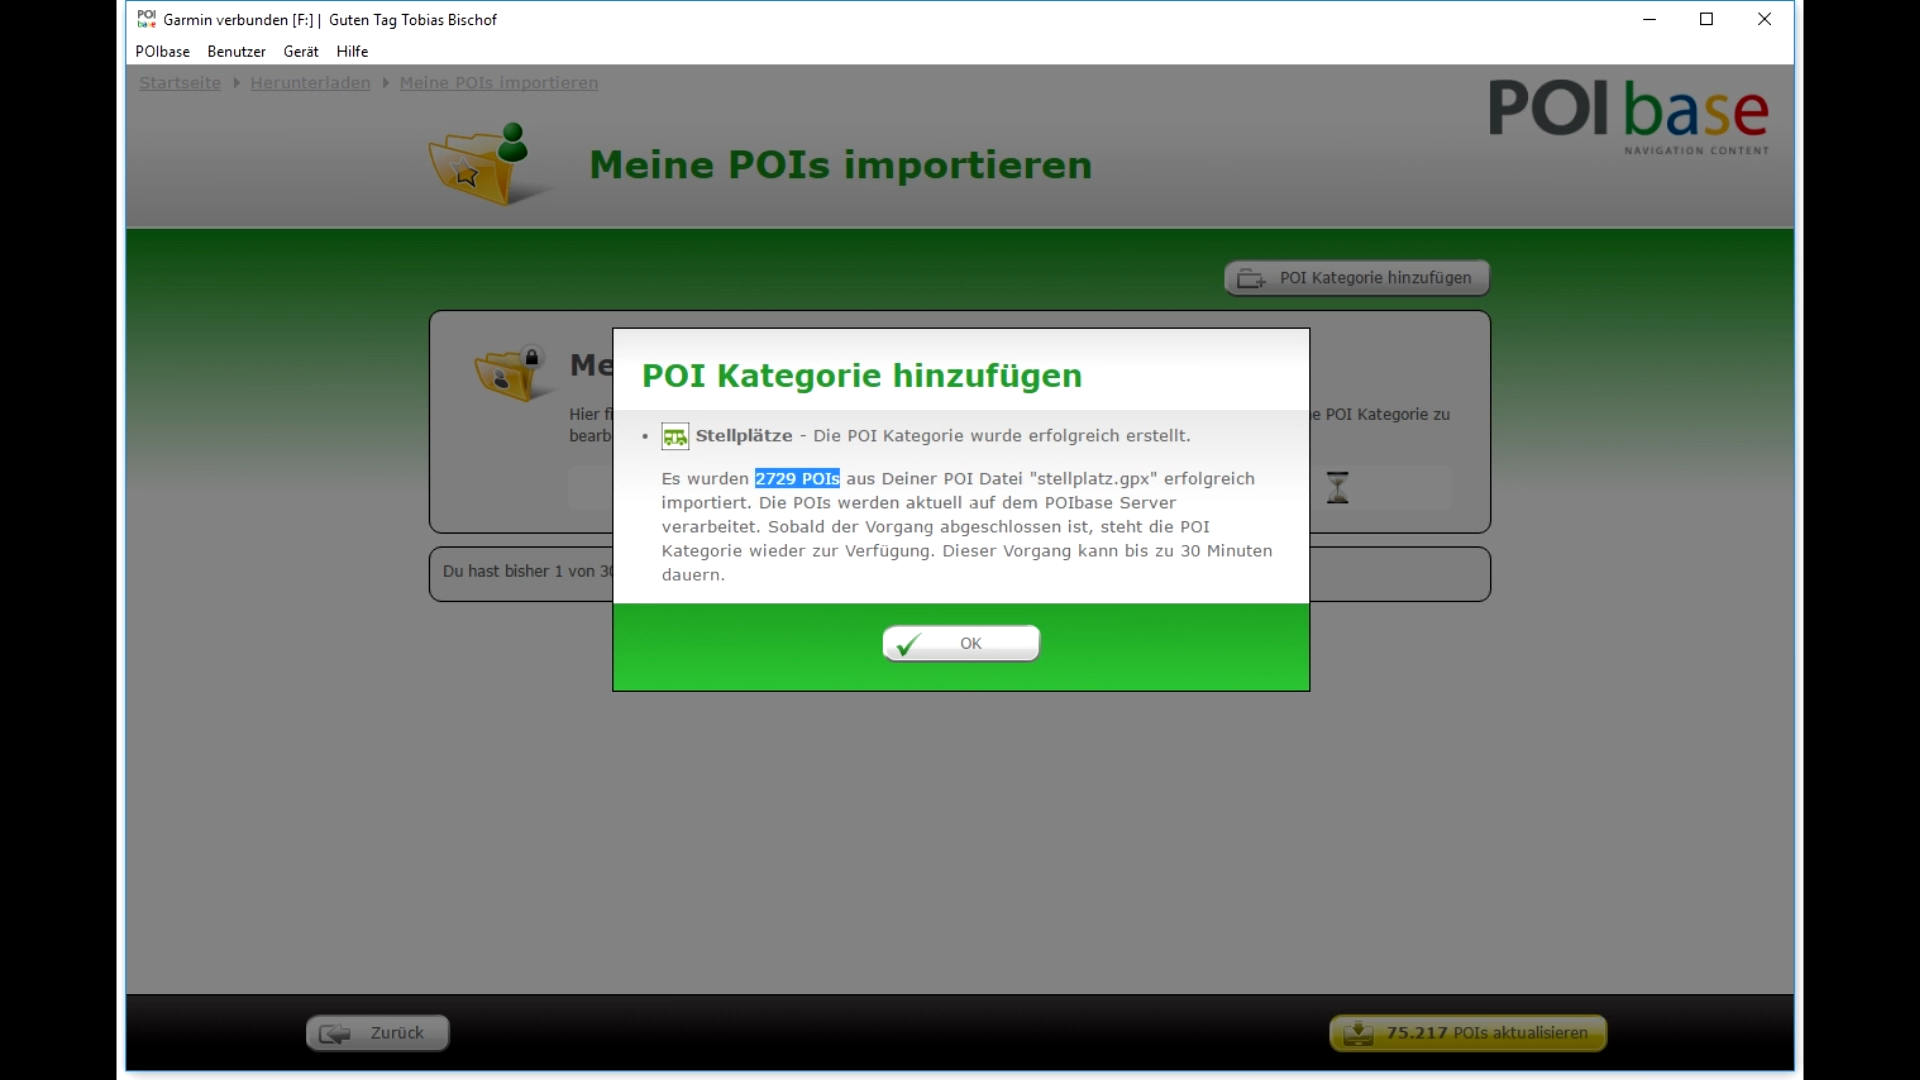 POI base Garmin verbunden [F:] | Guten Tag Tobias Bischof
POIbase Benutzer Gerät Hilfe
Startseite Herunterladen Meine POIs importieren
POIbase
NAVIGATION CONTENT
Meine POIs importieren
POI Kategorie hinzufügen
POI Kategorie hinzufügen
Stellplätze - Die POI Kategorie wurde erfolgreich erstellt.
Es wurden 2729 POIs aus Deiner POI Datei "stellplatz.gpx" erfolgreich
importiert. Die POIs werden aktuell auf dem POIbase Server
verarbeitet. Sobald der Vorgang abgeschlossen ist, steht die POI
Kategorie wieder zur Verfügung. Dieser Vorgang kann bis zu 30 Minuten
dauern.
OK
Hier
POI Kategorie zu
Du hast bisher 1 von
Zurück
75.217 POIs aktualisieren